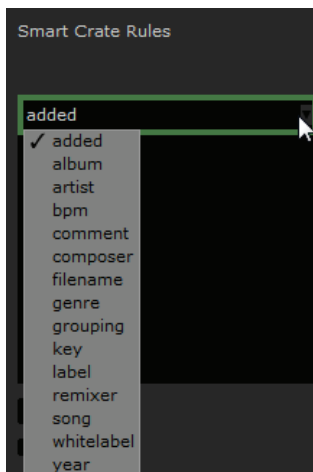 Smart Crate Rules
added
✓ added
album
artist
bpm
comment
composer
filename
genre
grouping
key
label
remixer
song
whitelabel
year